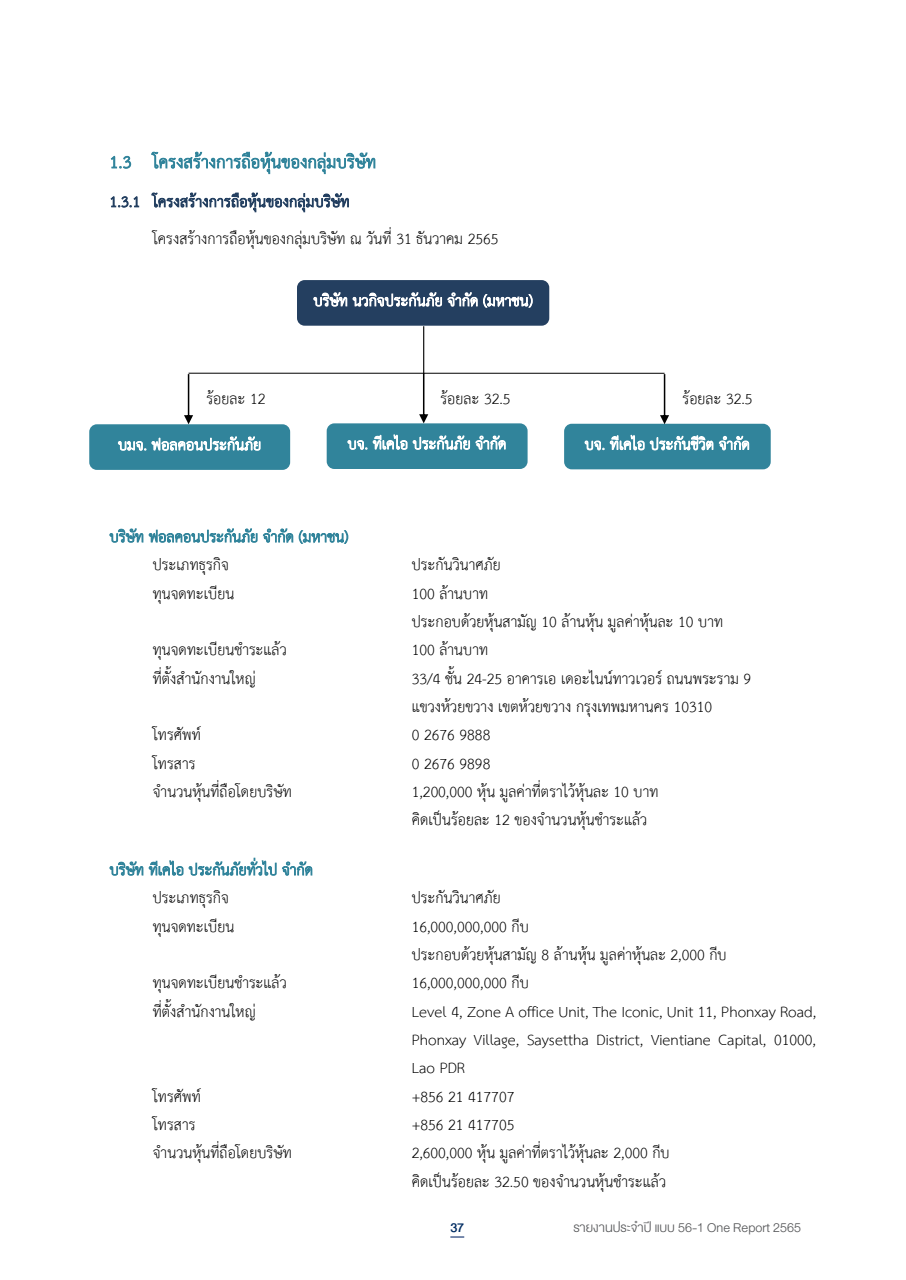 1.3 โครงสร้างการถือหุ้นของกลุ่มบริษัท
1.3.1 โครงสร้างการถือหุ้นของกลุ่มบริษัท
โครงสร้างการถือหุ้นของกลุ่มบริษัท ณ วันที่ 31 ธันวาคม 2565
บริษัท นวกิจประกันภัย จำกัด (มหาชน)
ร้อยละ 12 ร้อยละ 32.5 ร้อยละ 32.5
บมจ. ฟอลคอนประกันภัย บจ. ทีเคไอ ประกันภัย จำกัด บจ. ทีเคไอ ประกันชีวิต จำกัด
บริษัท ฟอลคอนประกันภัย จำกัด (มหาชน)
ประเภทธุรกิจ ประกันวินาศภัย
ทุนจดทะเบียน 100 ล้านบาท
ประกอบด้วยหุ้นสามัญ 10 ล้านหุ้น มูลค่าหุ้นละ 10 บาท
ทุนจดทะเบียนชำระแล้ว 100 ล้านบาท
ที่ตั้งสำนักงานใหญ่ 33/4 ชั้น 24-25 อาคารเอ เดอะไนน์ทาวเวอร์ ถนนพระราม 9
แขวงห้วยขวาง เขตห้วยขวาง กรุงเทพมหานคร 10310
โทรศัพท์ 0 2676 9888
โทรสาร 0 2676 9898
จำนวนหุ้นที่ถือโดยบริษัท 1,200,000 หุ้น มูลค่าที่ตราไว้หุ้นละ 10 บาท
คิดเป็นร้อยละ 12 ของจำนวนหุ้นชำระแล้ว
บริษัท ทีเคไอ ประกันภัยทั่วไป จำกัด
ประเภทธุรกิจ ประกันวินาศภัย
ทุนจดทะเบียน 16,000,000,000 กีบ
ประกอบด้วยหุ้นสามัญ 8 ล้านหุ้น มูลค่าหุ้นละ 2,000 กีบ
ทุนจดทะเบียนชำระแล้ว 16,000,000,000 กีบ
ที่ตั้งสำนักงานใหญ่ Level 4, Zone A office Unit, The Iconic, Unit 11, Phonxay Road,
Phonxay Village, Saysettha District, Vientiane Capital, 01000,
Lao PDR
โทรศัพท์ +856 21 417707
โทรสาร +856 21 417705
จำนวนหุ้นที่ถือโดยบริษัท 2,600,000 หุ้น มูลค่าที่ตราไว้หุ้นละ 2,000 กีบ
คิดเป็นร้อยละ 32.50 ของจำนวนหุ้นชำระแล้ว
37 รายงานประจำปี แบบ 56-1 One Report 2565